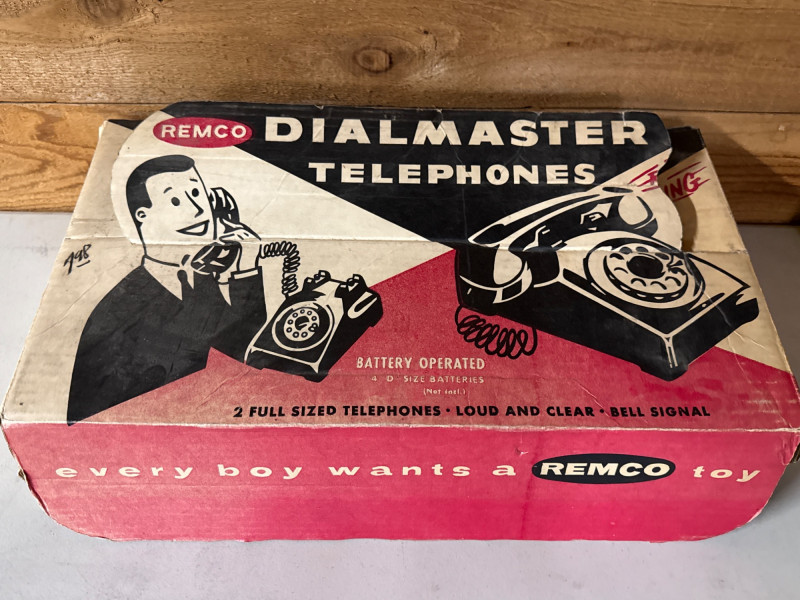 REMCO DIALMASTER
TELEPHONES
498
BATTERY OPERATED
4 "D" SIZE BATTERIES
(Not incl.)
2 FULL SIZED TELEPHONES • LOUD AND CLEAR • BELL SIGNAL
every boy wants a REMCO toy